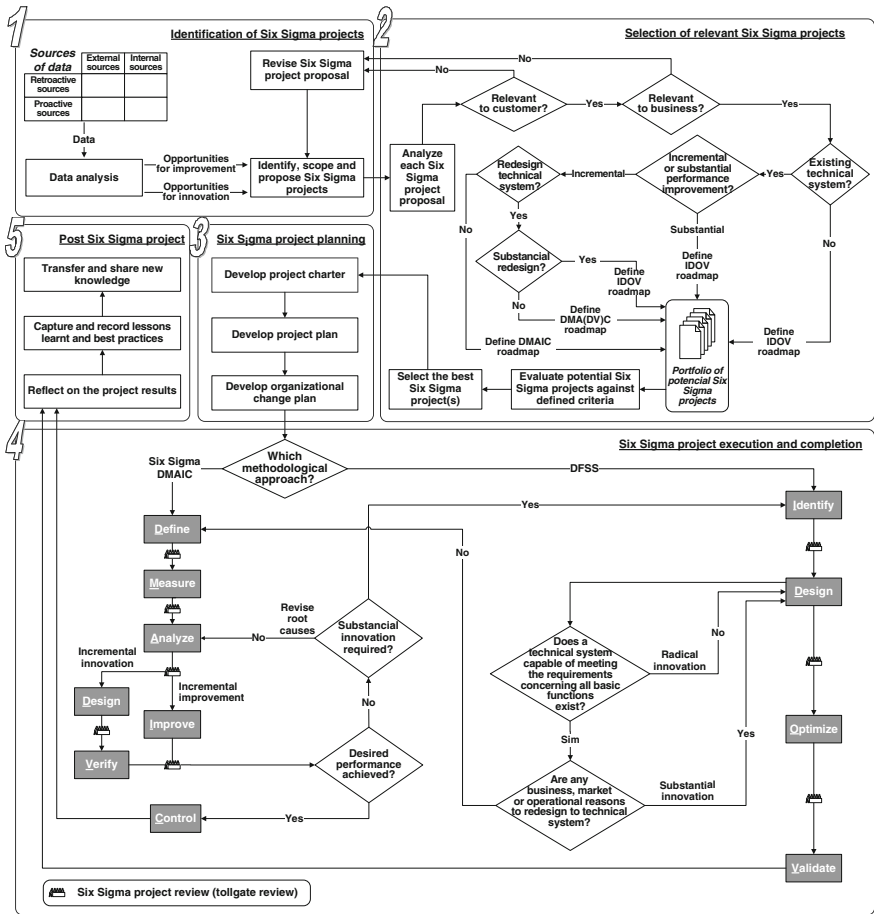 1
Identification of Six Sigma projects
Sources
of data
External
sources
Internal
sources
Retroactive
sources
Proactive
sources
Data
Data analysis
Opportunities
for improvement
Opportunities
for innovation
Revise Six Sigma
project proposal
Identify, scope and
propose Six Sigma
projects
2
Selection of relevant Six Sigma projects
No
No
Relevant
to customer?
Yes
Relevant
to business?
Yes
Analyze
each Six
Sigma
project
proposal
Redesign
technical
system?
Incremental
Incremental
or substantial
performance
improvement?
Yes
Existing
technical
system?
Yes
No
Substantial
No
Substancial
redesign?
Yes
Define
IDOV
roadmap
Define
IDOV
roadmap
No
Define
DMA(DV)C
roadmap
Define DMAIC
roadmap
Define
IDOV
roadmap
Portfolio of
potencial Six
Sigma
projects
Select the best
Six Sigma
project(s)
Evaluate potential Six
Sigma projects against
defined criteria
5
Post Six Sigma project
Transfer and share new
knowledge
Capture and record lessons
learnt and best practices
Reflect on the project results
3
Six Sigma project planning
Develop project charter
Develop project plan
Develop organizational
change plan
4
Six Sigma project execution and completion
Six Sigma
DMAIC
Which
methodological
approach?
DFSS
Yes
Identify
Define
No
Measure
Design
Revise
root
causes
Analyze
No
Substancial
innovation
required?
Does a
technical system
capable of meeting
the requirements
concerning all basic
functions
exist?
Radical
innovation
No
Incremental
innovation
Design
Incremental
improvement
Improve
No
Optimize
Sim
Yes
Verify
Desired
performance
achieved?
Are any
business, market
or operational reasons
to redesign to technical
system?
Substantial
innovation
Control
Yes
Validate
Six Sigma project review (tollgate review)